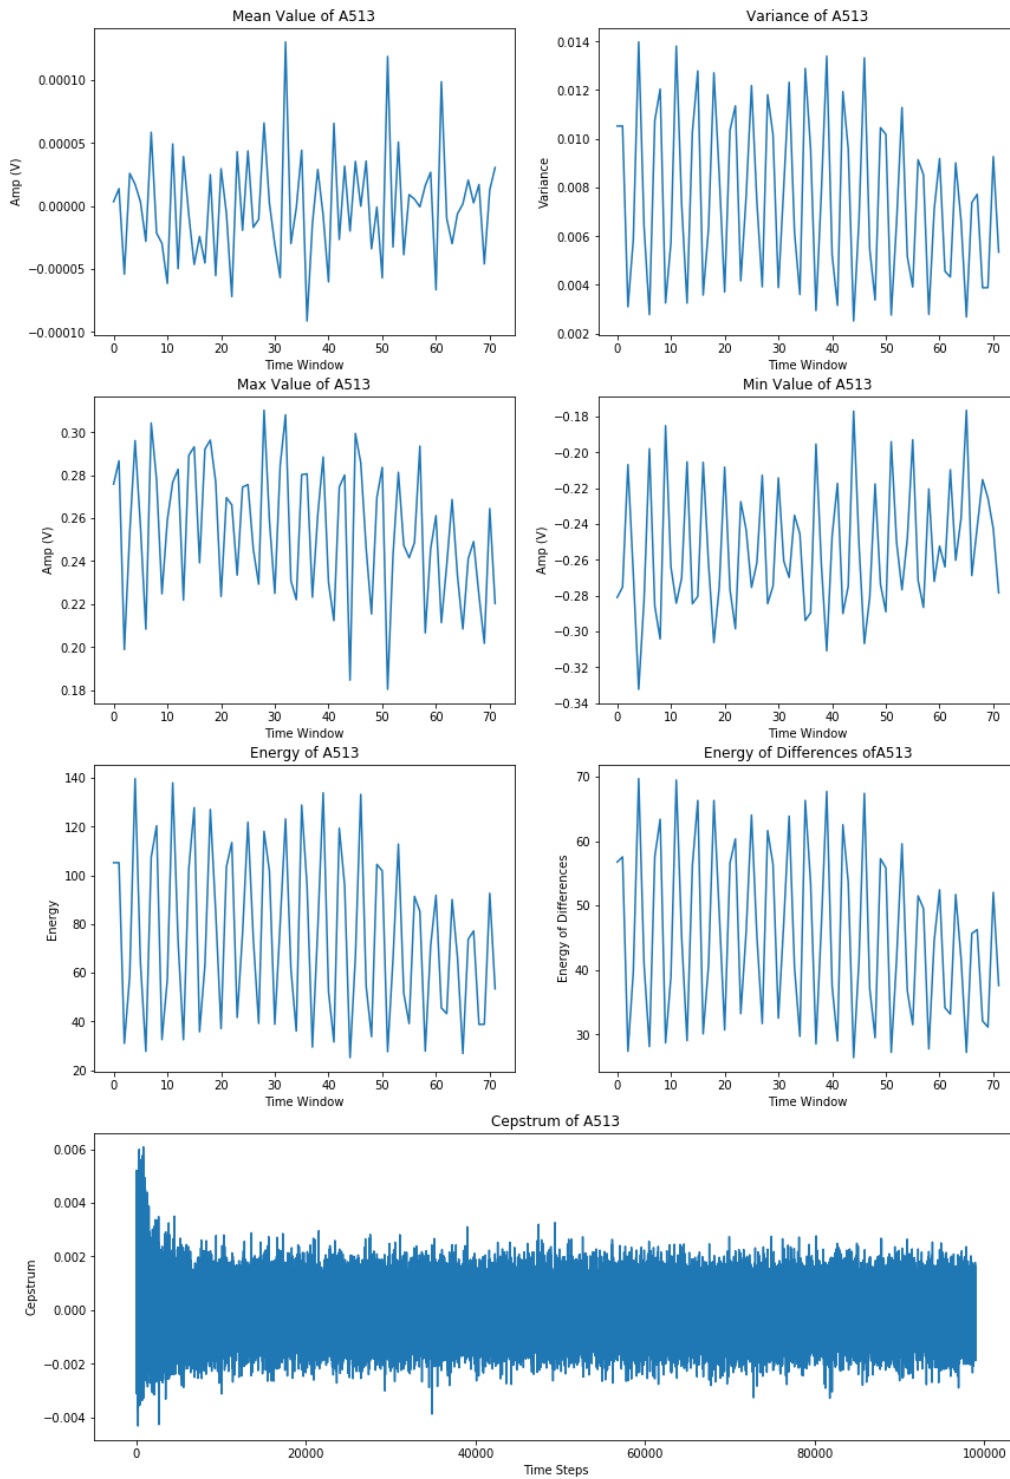 Mean Value of A513
Variance of A513
Amp (V)
0.00010
0.00005
0.00000
−0.00005
−0.00010
0 10 20 30 40 50 60 70
Time Window
Variance
0.014
0.012
0.010
0.008
0.006
0.004
0.002
0 10 20 30 40 50 60 70
Time Window
Max Value of A513
Min Value of A513
Amp (V)
0.30
0.28
0.26
0.24
0.22
0.20
0.18
0 10 20 30 40 50 60 70
Time Window
Amp (V)
−0.18
−0.20
−0.22
−0.24
−0.26
−0.28
−0.30
−0.32
−0.34
0 10 20 30 40 50 60 70
Time Window
Energy of A513
Energy of Differences ofA513
Energy
140
120
100
80
60
40
20
0 10 20 30 40 50 60 70
Time Window
Energy of Differences
70
60
50
40
30
0 10 20 30 40 50 60 70
Time Window
Cepstrum of A513
Cepstrum
0.006
0.004
0.002
0.000
−0.002
−0.004
0 20000 40000 60000 80000 100000
Time Steps